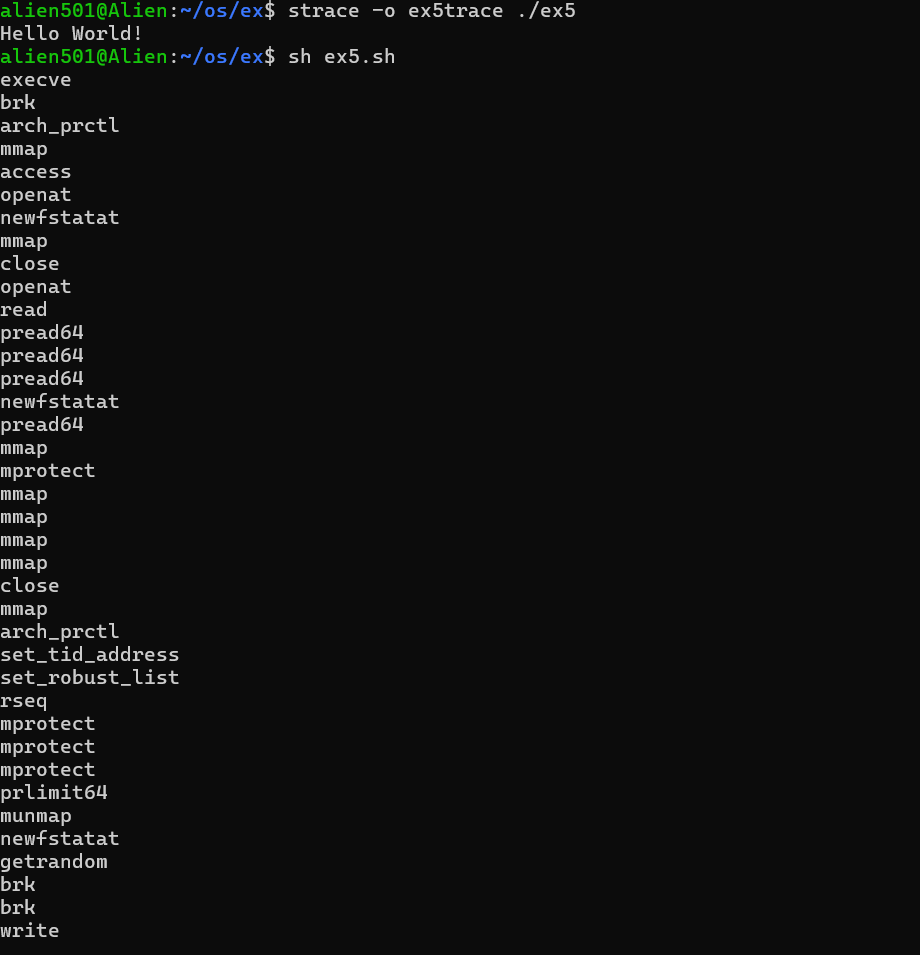 alien501@Alien:~/os/ex$ strace -o ex5trace ./ex5
Hello World!
alien501@Alien:~/os/ex$ sh ex5.sh
execve
brk
arch_prctl
mmap
access
openat
newfstatat
mmap
close
openat
read
pread64
pread64
pread64
newfstatat
pread64
mmap
mprotect
mmap
mmap
mmap
mmap
close
mmap
arch_prctl
set_tid_address
set_robust_list
rseq
mprotect
mprotect
mprotect
prlimit64
munmap
newfstatat
getrandom
brk
brk
write